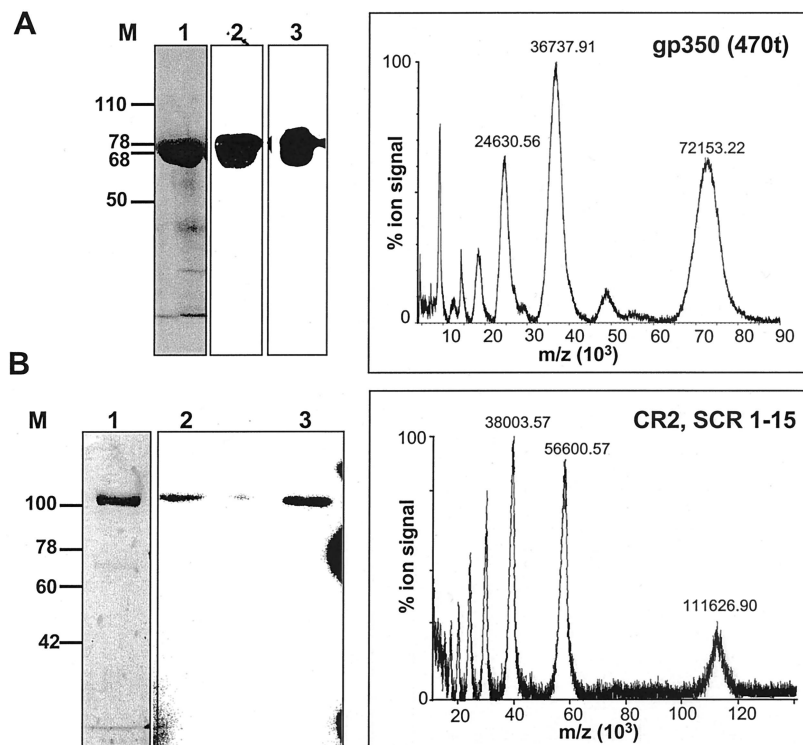 A
M 1 2 3
110
78
68
50
gp350 (470t)
100
36737.91
24630.56
72153.22
% ion signal
0
10 20 30 40 50 60 70 80 90
m/z (10³)
B
M 1 2 3
100
78
60
42
CR2, SCR 1-15
100
38003.57
56600.57
111626.90
% ion signal
0
20 40 60 80 100 120
m/z (10³)